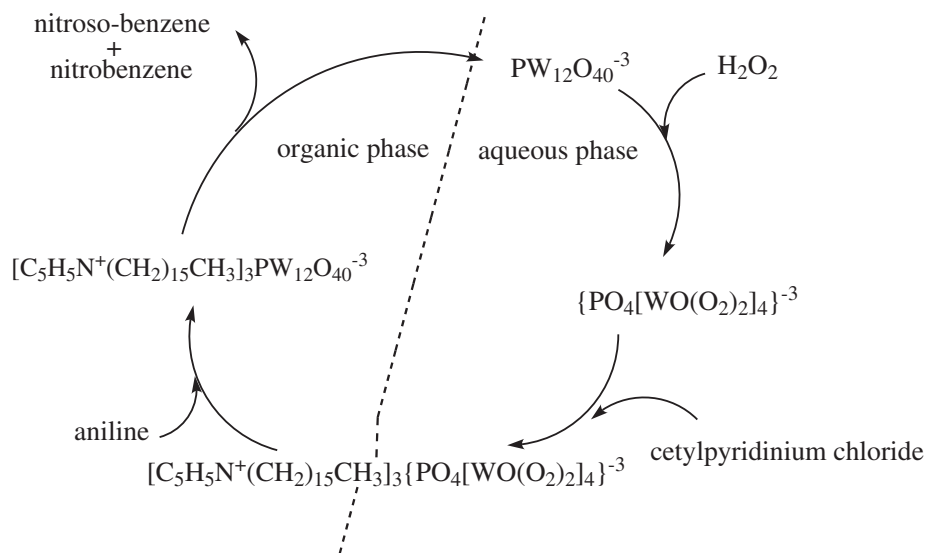 nitroso-benzene
+
nitrobenzene
PW₁₂O₄₀⁻³
H₂O₂
organic phase
aqueous phase
[C₅H₅N⁺(CH₂)₁₅CH₃]₃PW₁₂O₄₀⁻³
{PO₄[WO(O₂)₂]₄}⁻³
aniline
cetylpyridinium chloride
[C₅H₅N⁺(CH₂)₁₅CH₃]₃{PO₄[WO(O₂)₂]₄}⁻³